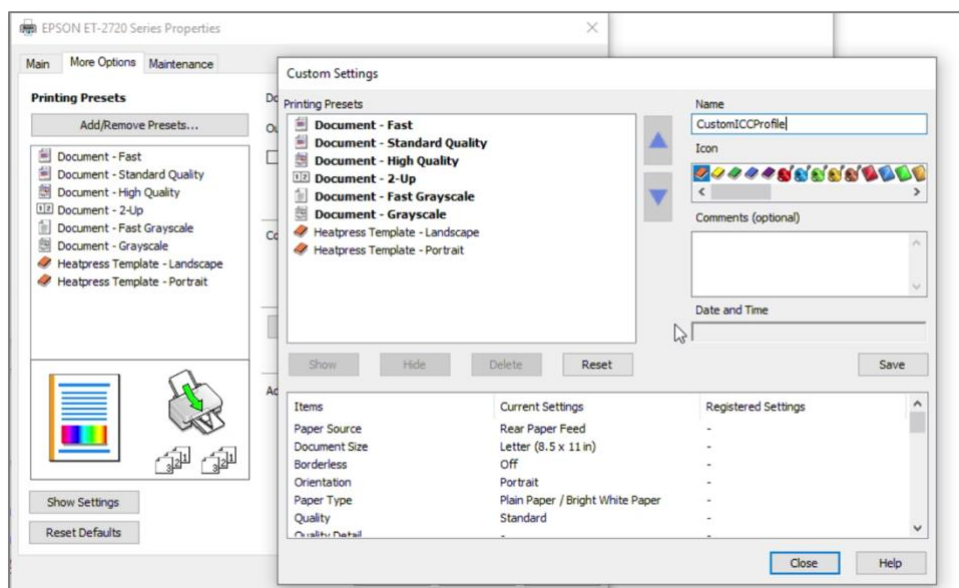 EPSON ET-2720 Series Properties
Main
More Options
Maintenance
Printing Presets
Add/Remove Presets...
Document - Fast
Document - Standard Quality
Document - High Quality
Document - 2-Up
Document - Fast Grayscale
Document - Grayscale
Heatpress Template - Landscape
Heatpress Template - Portrait
Show Settings
Reset Defaults
Custom Settings
Printing Presets
Document - Fast
Document - Standard Quality
Document - High Quality
Document - 2-Up
Document - Fast Grayscale
Document - Grayscale
Heatpress Template - Landscape
Heatpress Template - Portrait
Name
CustomICCProfile
Icon
Comments (optional)
Date and Time
Show
Hide
Delete
Reset
Save
Items Current Settings Registered Settings
Paper Source Rear Paper Feed -
Document Size Letter (8.5 x 11 in) -
Borderless Off -
Orientation Portrait -
Paper Type Plain Paper / Bright White Paper -
Quality Standard -
Quality Detail - -
Close
Help